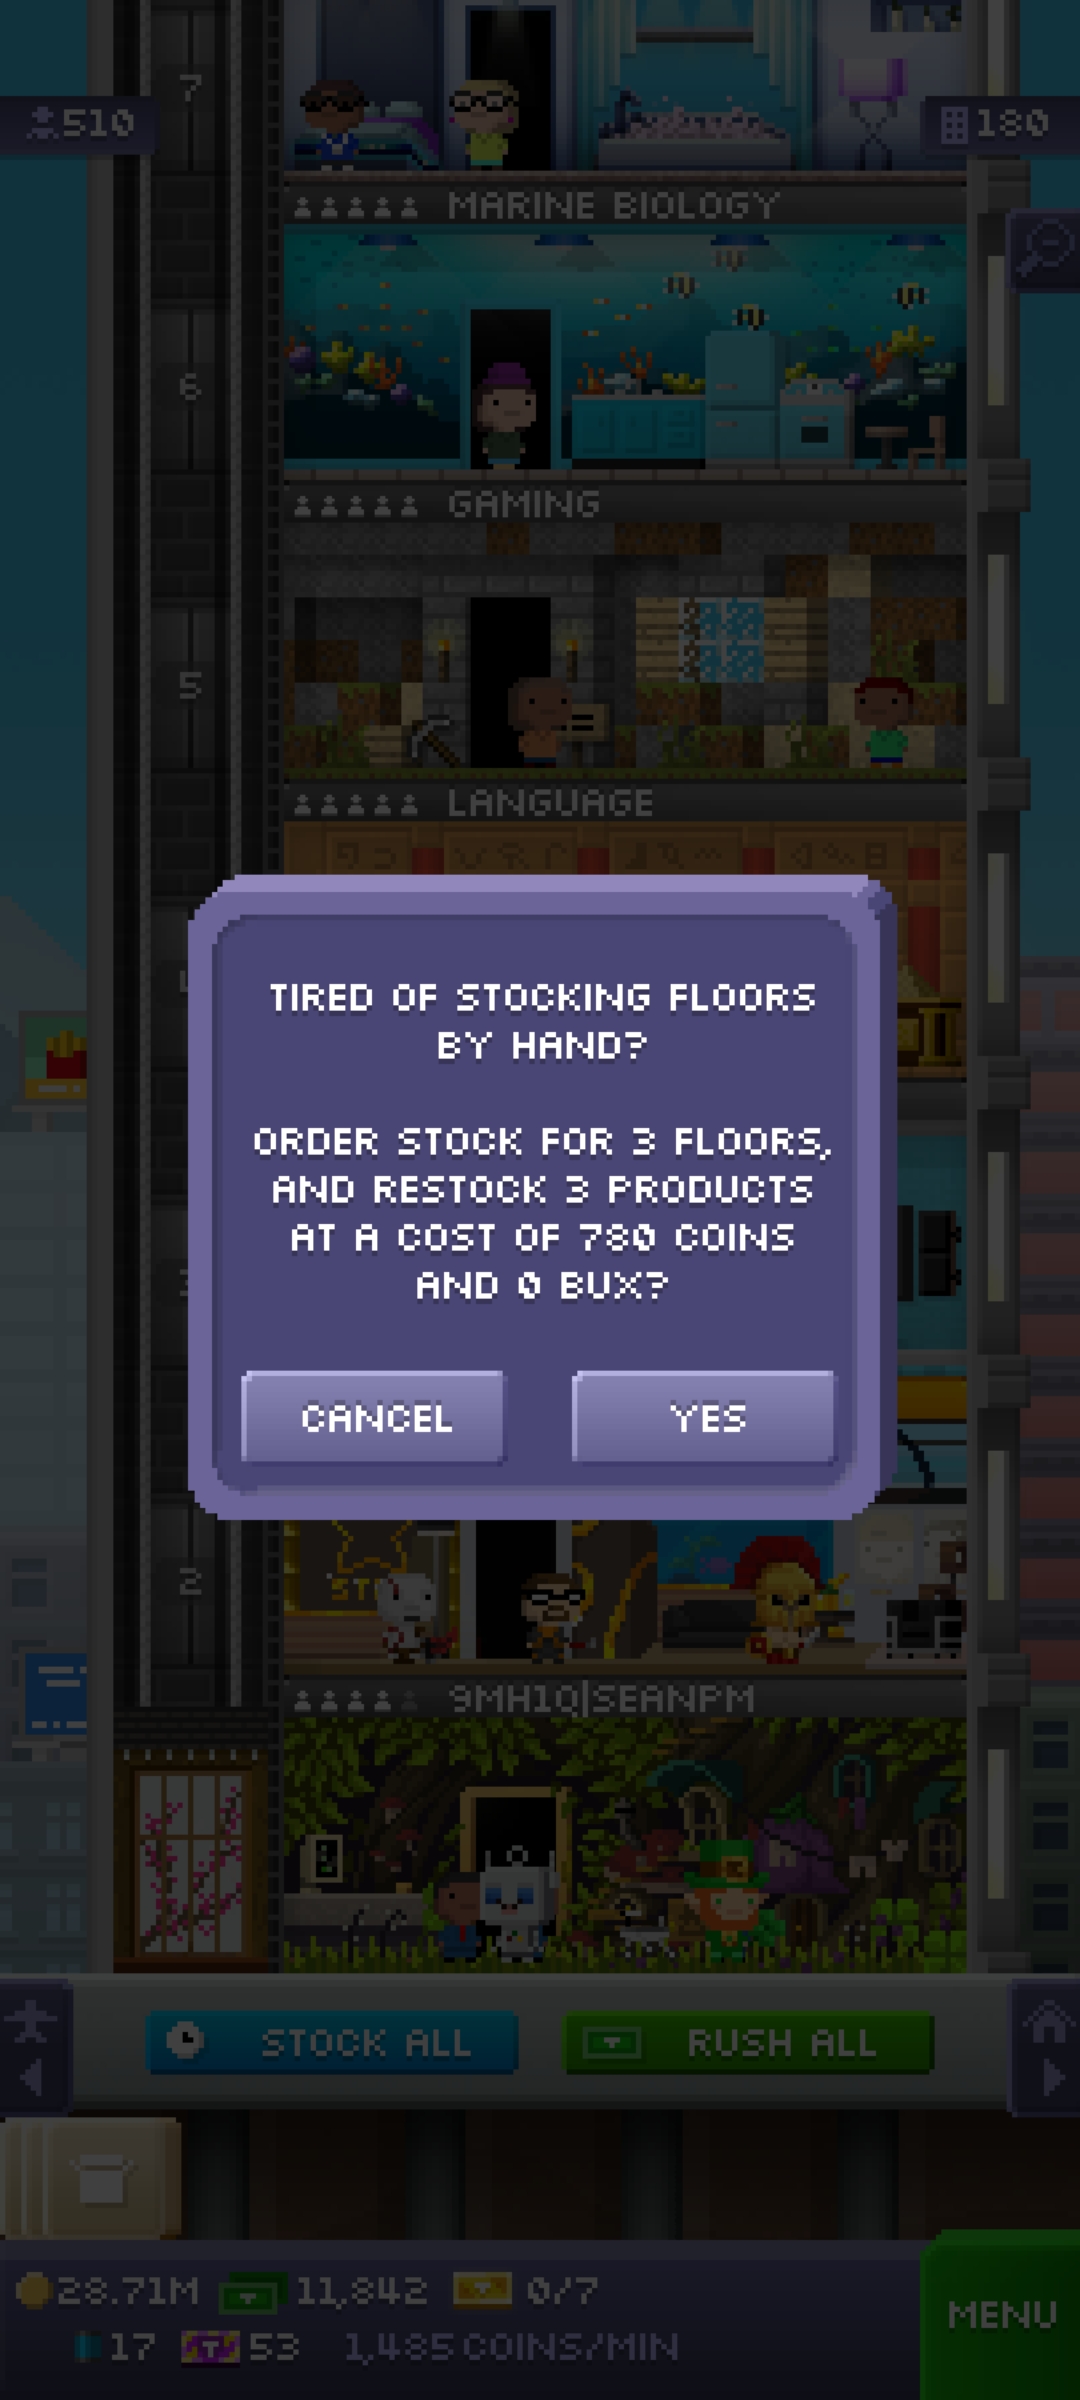 7
510
180
MARINE BIOLOGY
6
GAMING
5
LANGUAGE
TIRED OF STOCKING FLOORS
BY HAND?
ORDER STOCK FOR 3 FLOORS,
AND RESTOCK 3 PRODUCTS
AT A COST OF 780 COINS
AND 0 BUX?
CANCEL
YES
2
9MH1Q|SEANPM
STOCK ALL
RUSH ALL
28.71M
11,842
0/7
MENU
17
53
1,485 COINS/MIN